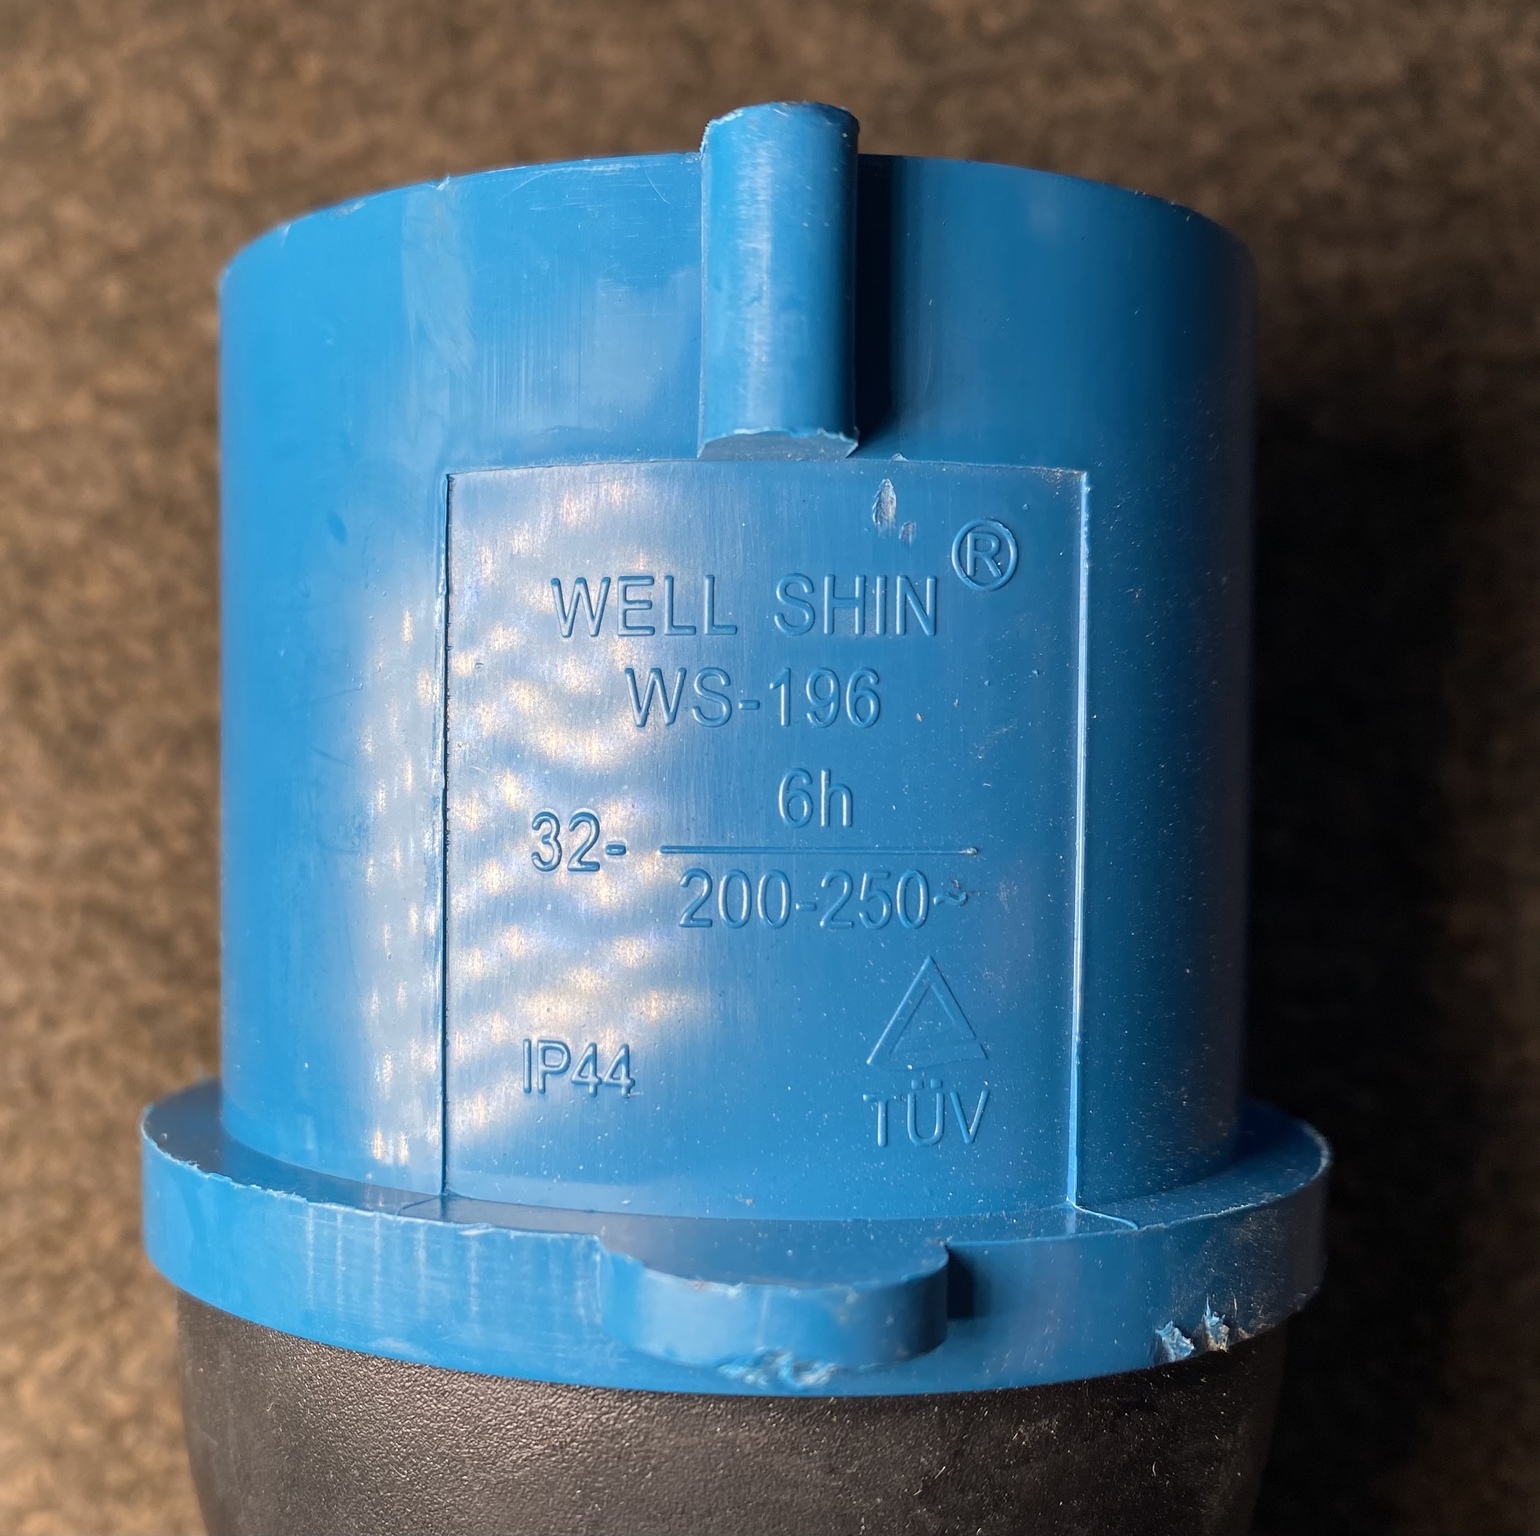 WELL SHIN ®
WS-196
6h
32-
200-250~
IP44
TÜV